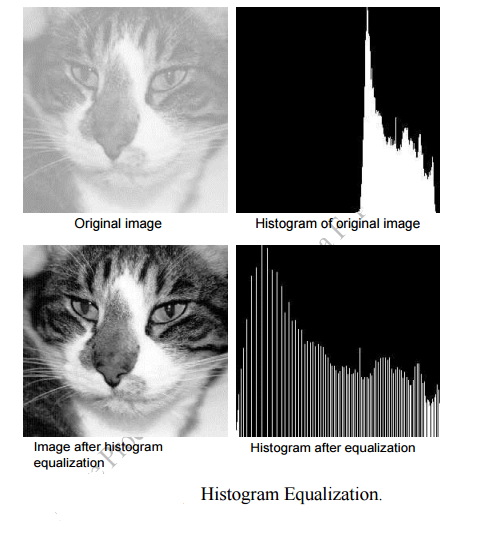 Original image
Histogram of original image
Image after histogram
equalization
Histogram after equalization
Histogram Equalization.